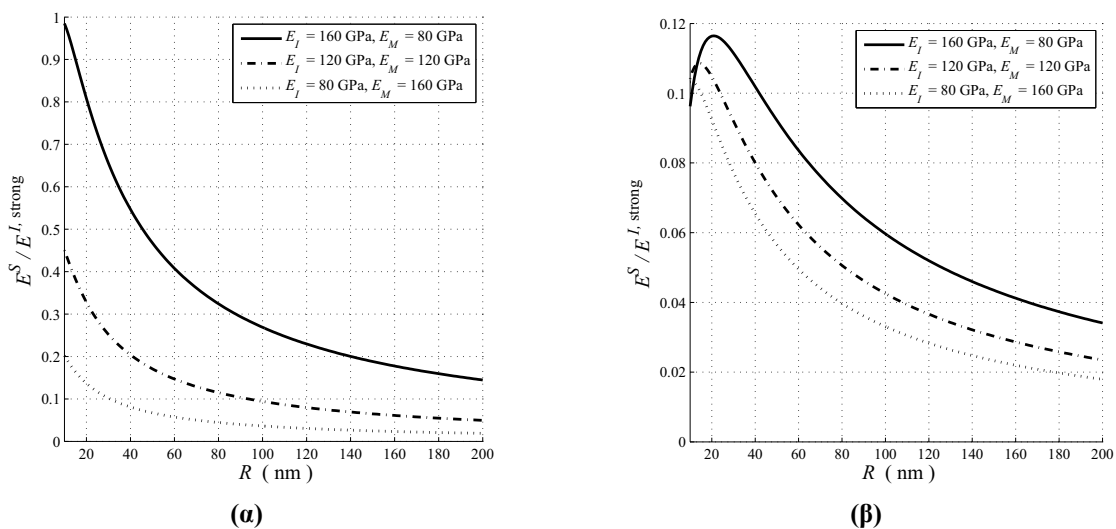 1
0.9
0.8
0.7
0.6
0.5
0.4
0.3
0.2
0.1
0
E^S / E^{I, strong}
20 40 60 80 100 120 140 160 180 200
R ( nm )
E_I = 160 GPa, E_M = 80 GPa
E_I = 120 GPa, E_M = 120 GPa
E_I = 80 GPa, E_M = 160 GPa
(α)
0.12
0.1
0.08
0.06
0.04
0.02
0
E^S / E^{I, strong}
20 40 60 80 100 120 140 160 180 200
R ( nm )
E_I = 160 GPa, E_M = 80 GPa
E_I = 120 GPa, E_M = 120 GPa
E_I = 80 GPa, E_M = 160 GPa
(β)